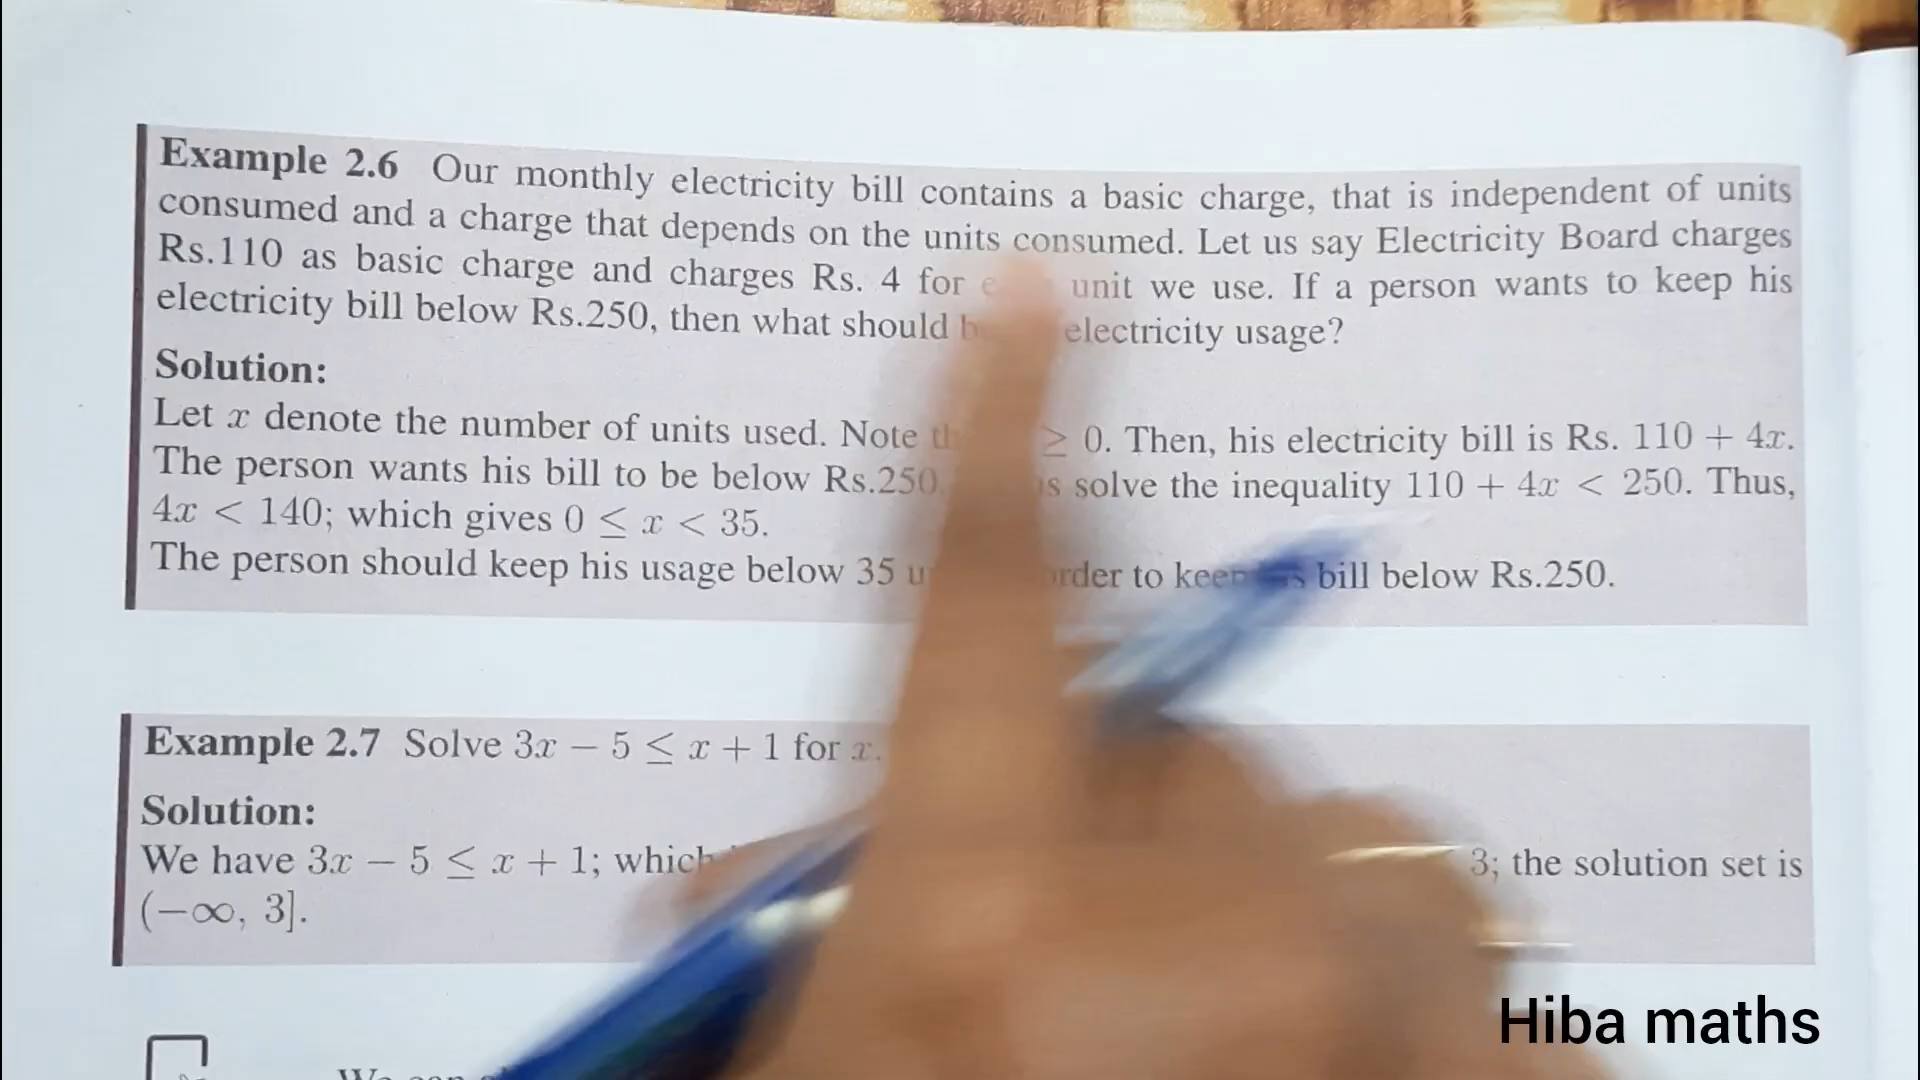 Example 2.6 Our monthly electricity bill contains a basic charge, that is independent of units
consumed and a charge that depends on the units consumed. Let us say Electricity Board charges
Rs.110 as basic charge and charges Rs. 4 for unit we use. If a person wants to keep his
electricity bill below Rs.250, then what should electricity usage?
Solution:
Let x denote the number of units used. Note ≥ 0. Then, his electricity bill is Rs. 110 + 4x.
The person wants his bill to be below Rs.250. solve the inequality 110 + 4x < 250. Thus,
4x < 140; which gives 0 ≤ x < 35.
The person should keep his usage below 35 to keep bill below Rs.250.
Example 2.7 Solve 3x − 5 ≤ x + 1 for x.
Solution:
We have 3x − 5 ≤ x + 1; which 3; the solution set is
(−∞, 3].
We can
Hiba maths